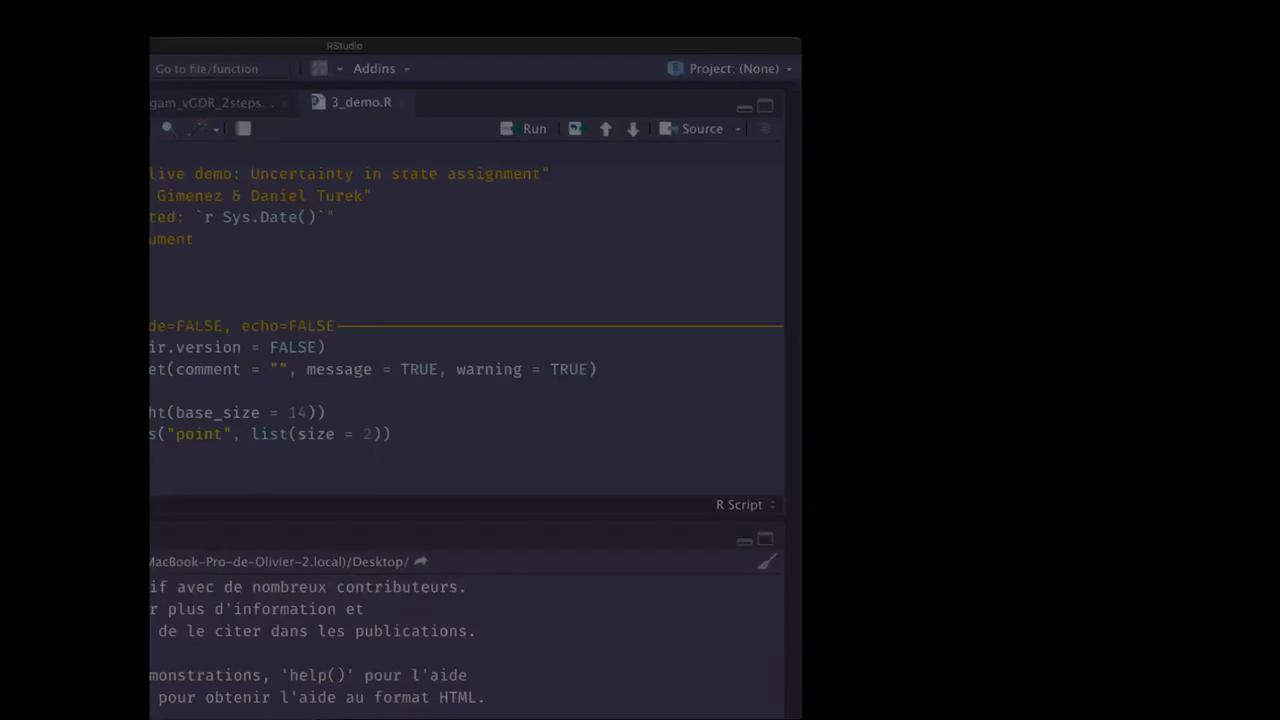 RStudio
Go to file/function Addins Project: (None)
gam_vGDR_2steps... 3_demo.R
Run Source
live demo: Uncertainty in state assignment"
Gimenez & Daniel Turek"
ted: `r Sys.Date()`"
ument
de=FALSE, echo=FALSE
ir.version = FALSE)
et(comment = "", message = TRUE, warning = TRUE)
ht(base_size = 14))
s("point", list(size = 2))
R Script
MacBook-Pro-de-Olivier-2.local)/Desktop/
if avec de nombreux contributeurs.
r plus d'information et
de le citer dans les publications.
monstrations, 'help()' pour l'aide
pour obtenir l'aide au format HTML.